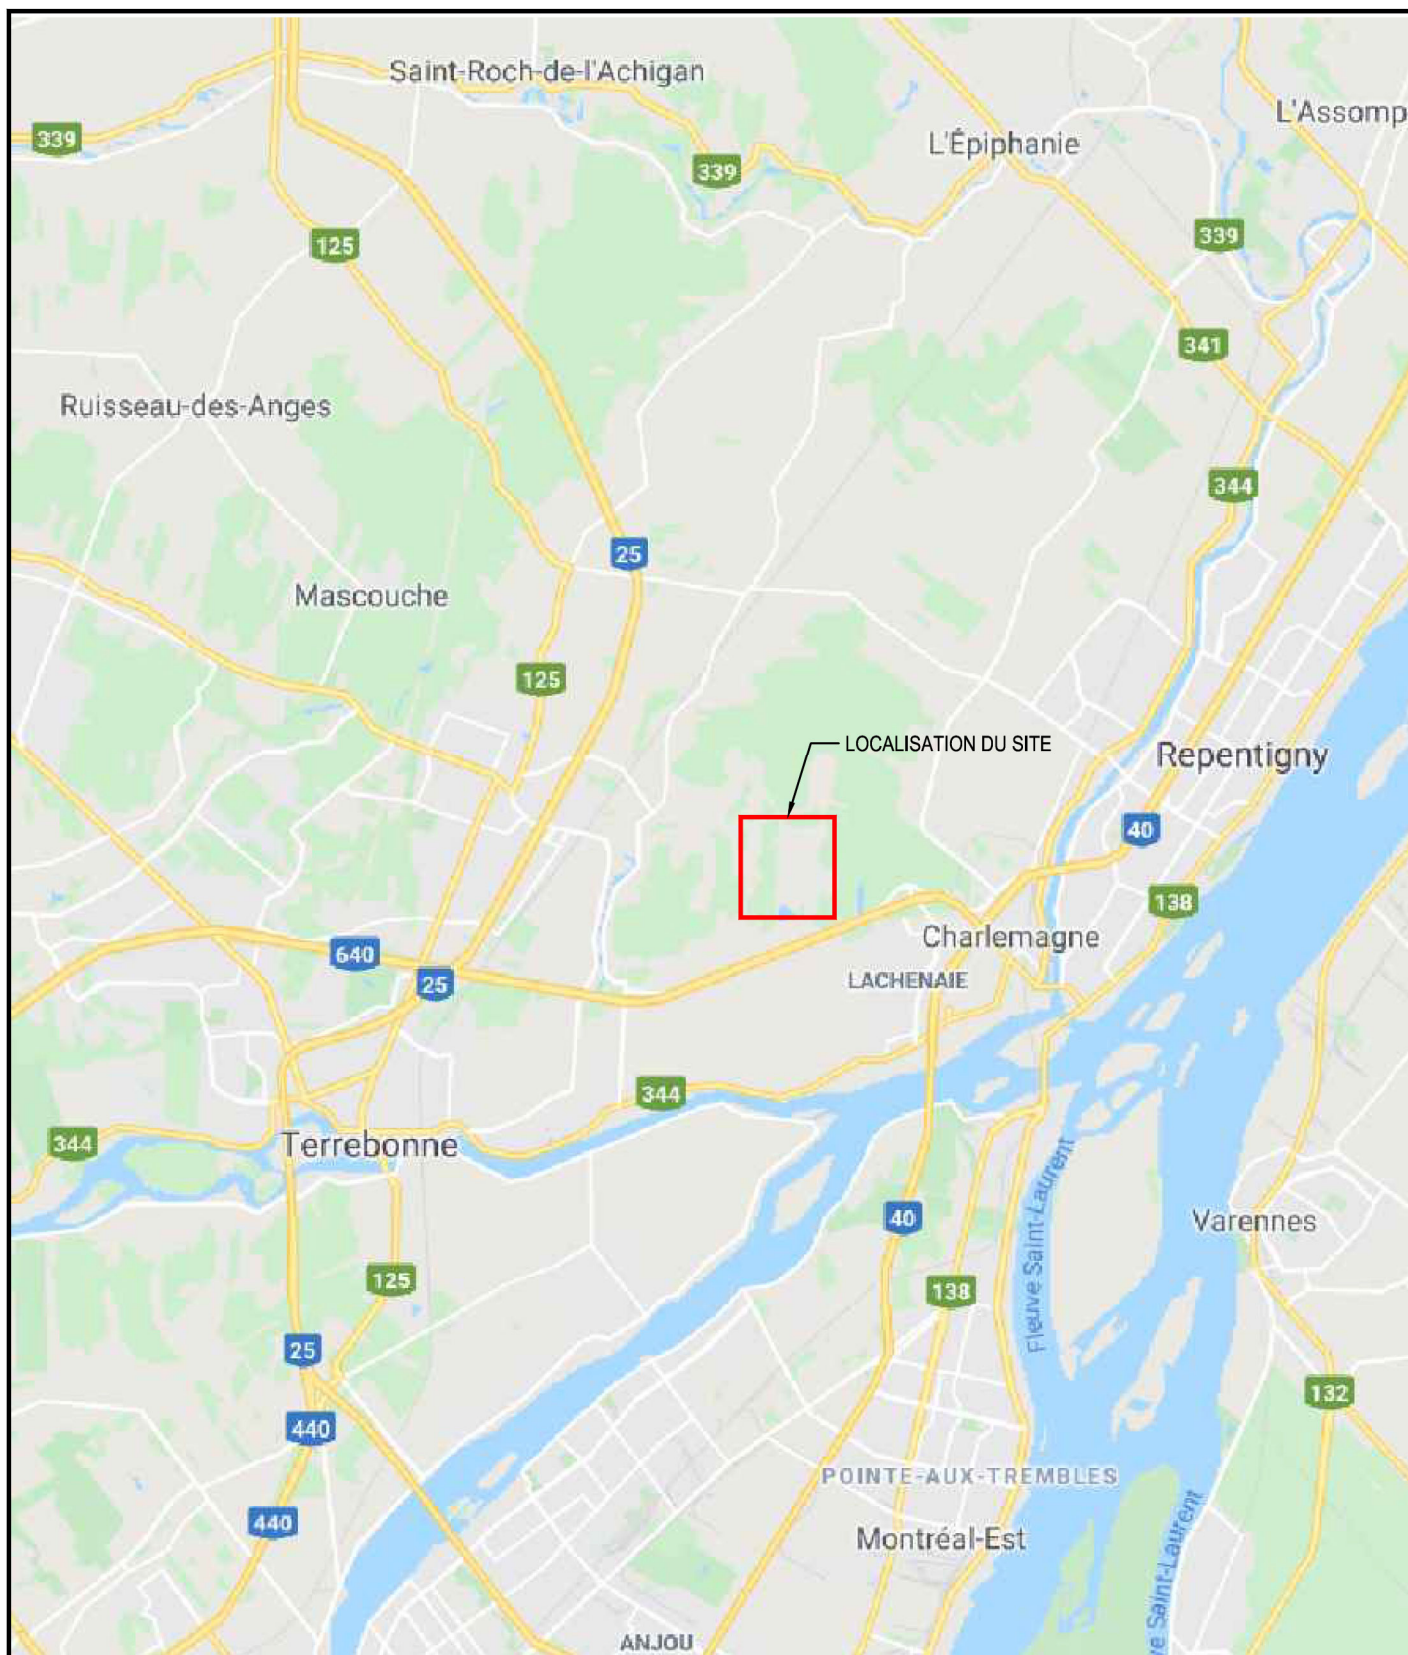 Saint-Roch-de-l'Achigan
L'Assomp
339
L'Épiphanie
339
339
125
341
Ruisseau-des-Anges
344
25
Mascouche
125
LOCALISATION DU SITE
Repentigny
40
138
Charlemagne
640
LACHENAIE
25
344
344
Terrebonne
Fleuve Saint-Laurent
40
Varennes
125
138
25
132
440
POINTE-AUX-TREMBLES
440
Montréal-Est
ve Saint-Laurent
ANJOU